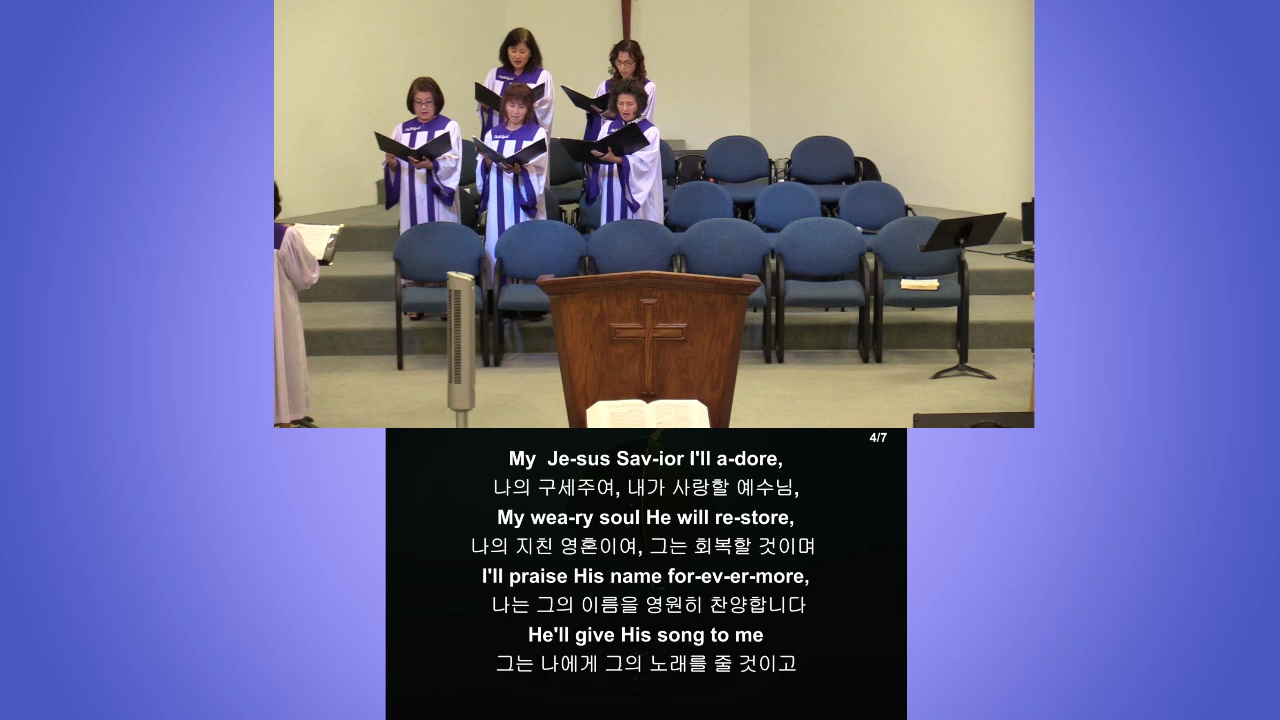 4/7
My Je-sus Sav-ior I'll a-dore,
나의 구세주여, 내가 사랑할 예수님,
My wea-ry soul He will re-store,
나의 지친 영혼이여, 그는 회복할 것이며
I'll praise His name for-ev-er-more,
나는 그의 이름을 영원히 찬양합니다
He'll give His song to me
그는 나에게 그의 노래를 줄 것이고